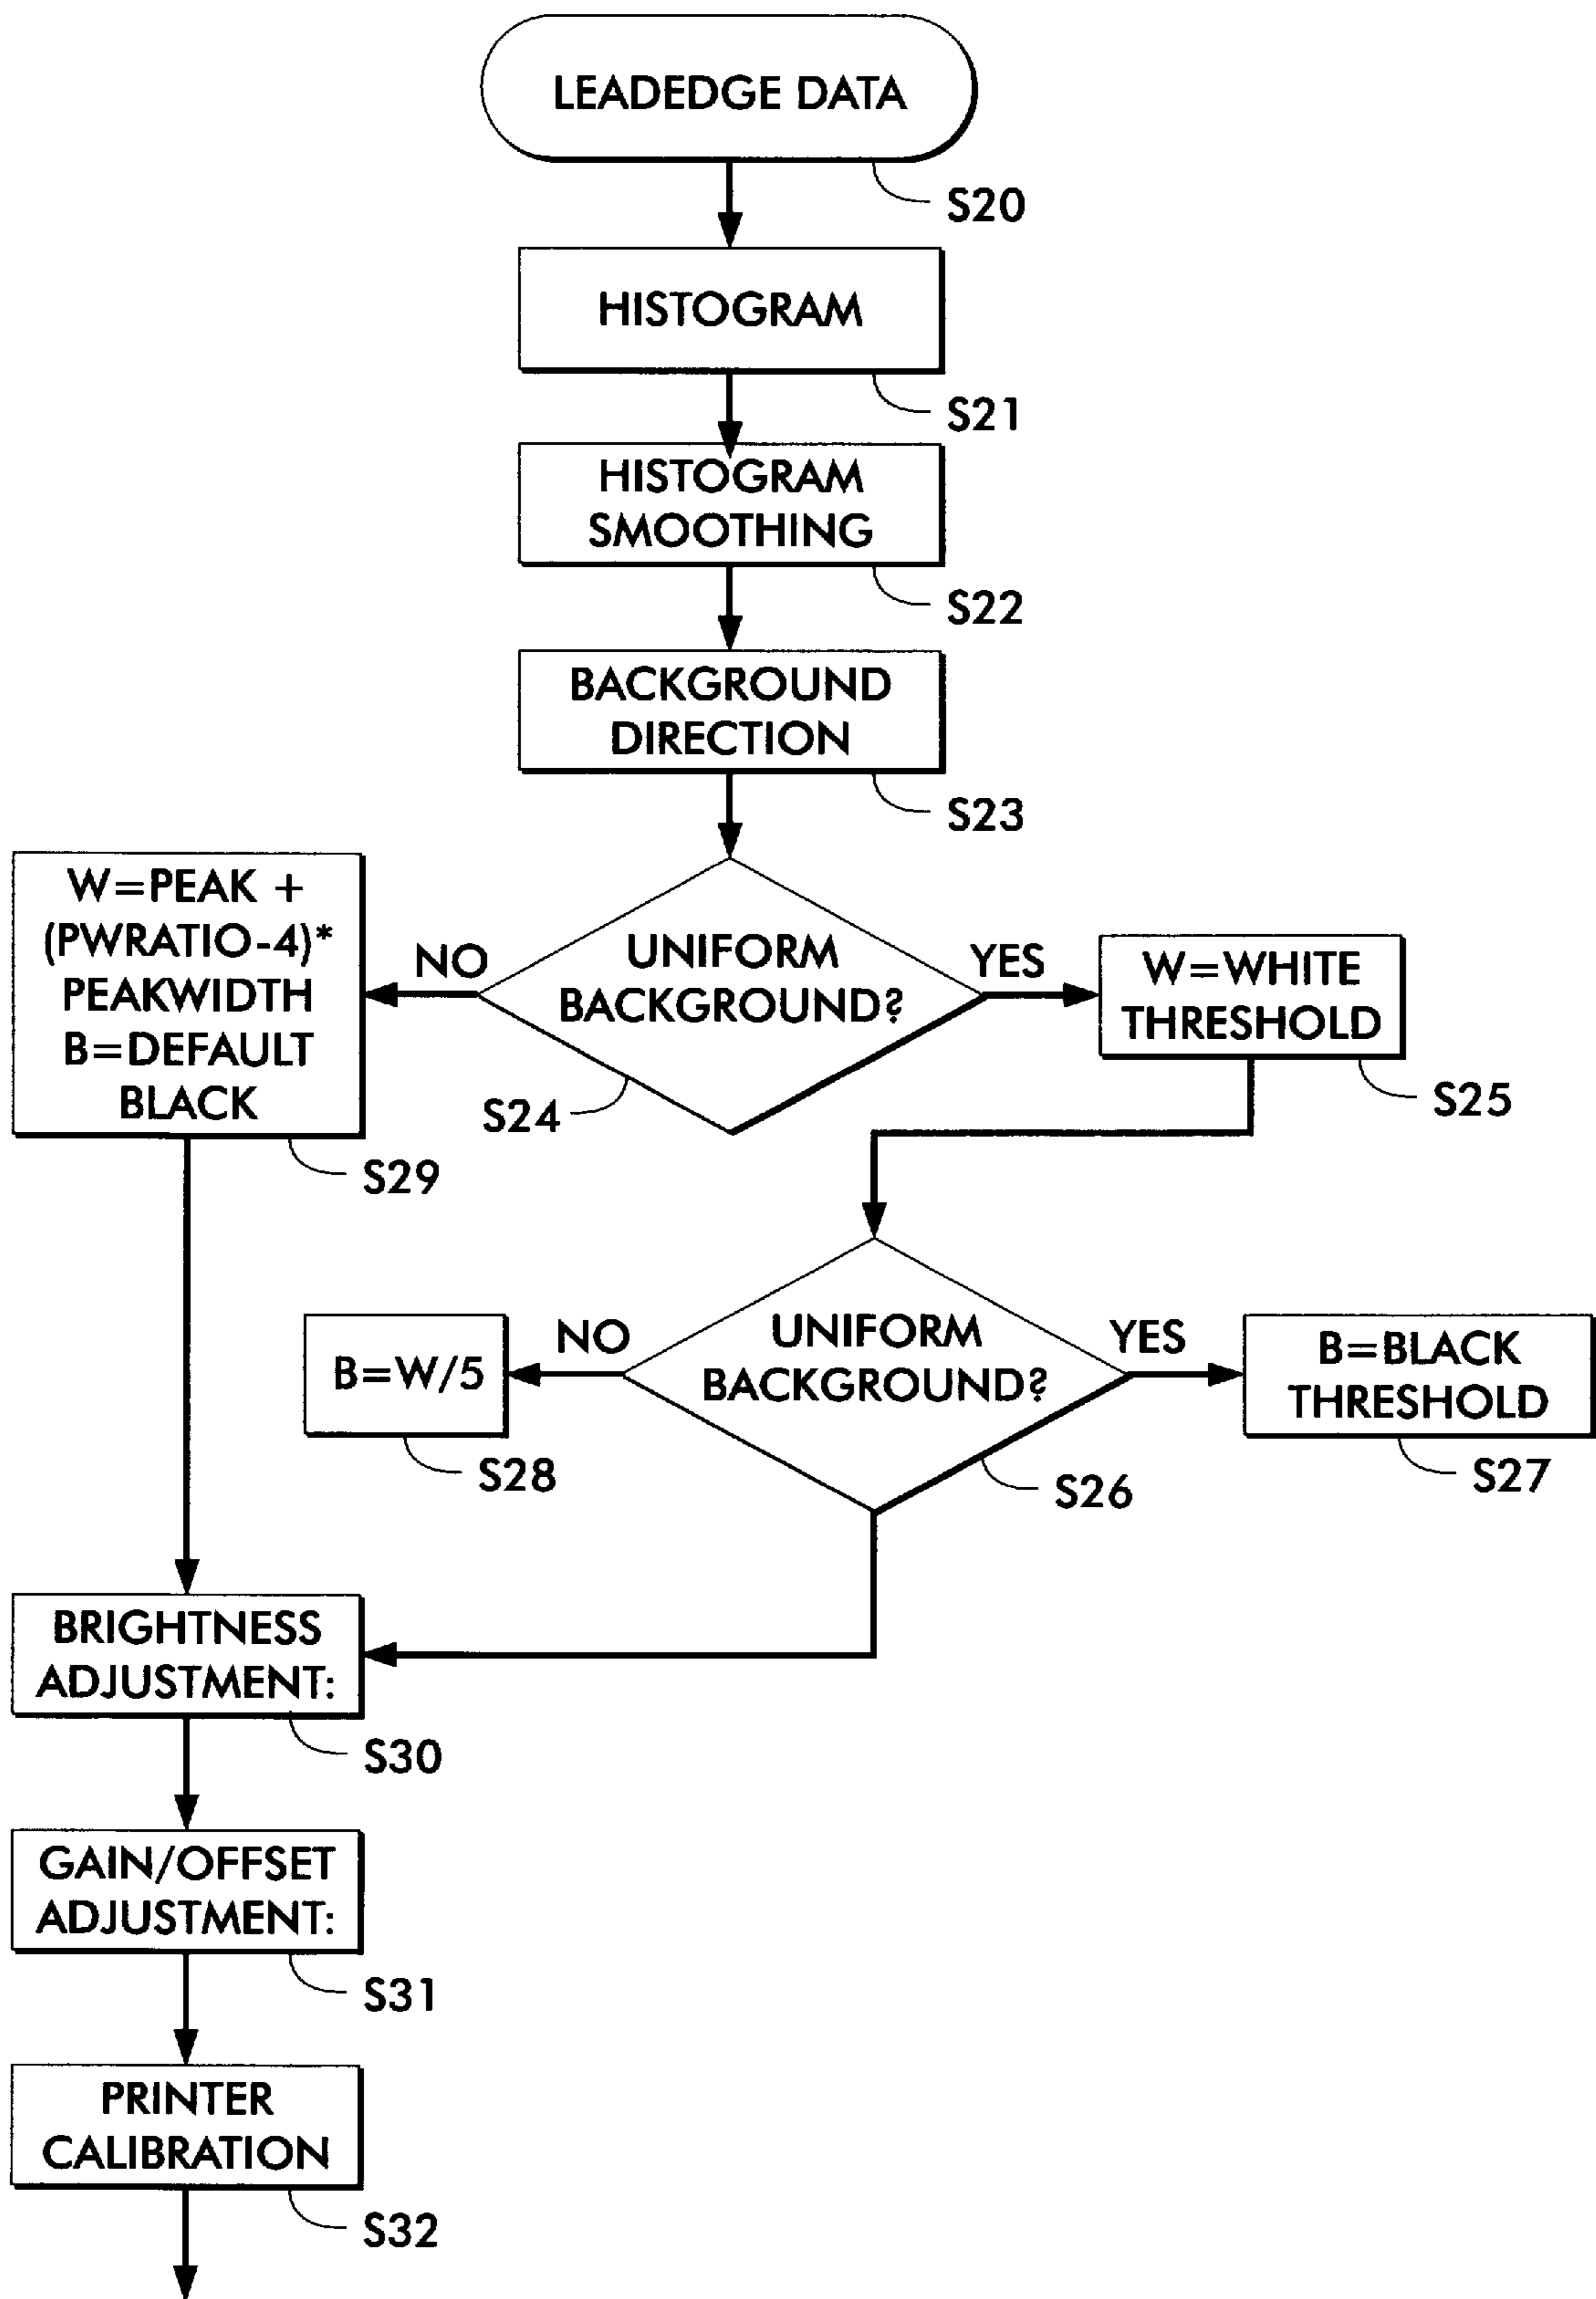 LEADEDGE DATA
S20
HISTOGRAM
S21
HISTOGRAM
SMOOTHING
S22
BACKGROUND
DIRECTION
S23
W=PEAK +
(PWRATIO-4)*
PEAKWIDTH
B=DEFAULT
BLACK
S29
NO
UNIFORM
BACKGROUND?
S24
YES
W=WHITE
THRESHOLD
S25
B=W/5
S28
NO
UNIFORM
BACKGROUND?
S26
YES
B=BLACK
THRESHOLD
S27
BRIGHTNESS
ADJUSTMENT:
S30
GAIN/OFFSET
ADJUSTMENT:
S31
PRINTER
CALIBRATION
S32